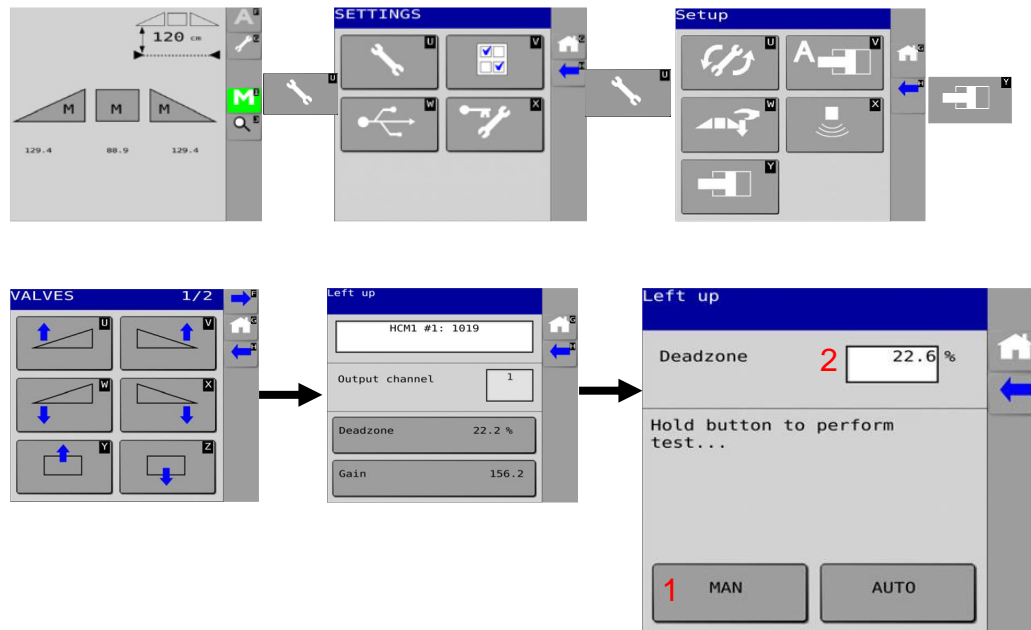 A F
120 cm
G
M M M
M I
J
129.4 88.9 129.4
U
SETTINGS
U V
W X
G
I
U
Setup
U A V
W X
Y
G
I
Y
VALVES 1/2
F
G
I
U V
W X
Y Z
Left up
HCM1 #1: 1019
Output channel 1
Deadzone 22.2 %
Gain 156.2
G
I
Left up
Deadzone 2 22.6 %
Hold button to perform
test...
1 MAN AUTO